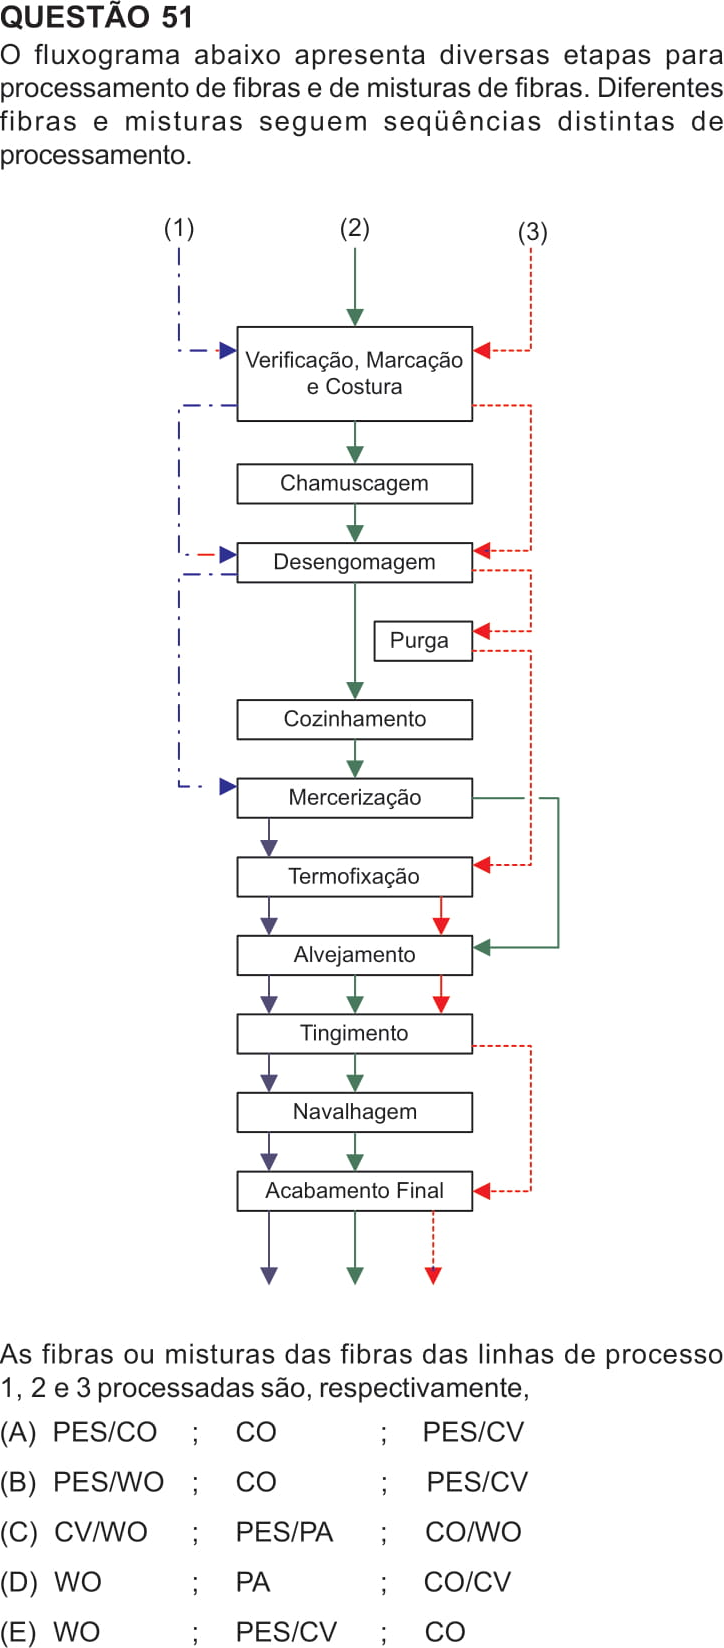 QUESTÃO 51
O fluxograma abaixo apresenta diversas etapas para
processamento de fibras e de misturas de fibras. Diferentes
fibras e misturas seguem seqüências distintas de
processamento.
(1) (2) (3)
Verificação, Marcação
e Costura
Chamuscagem
Desengomagem
Purga
Cozinhamento
Mercerização
Termofixação
Alvejamento
Tingimento
Navalhagem
Acabamento Final
As fibras ou misturas das fibras das linhas de processo
1, 2 e 3 processadas são, respectivamente,
(A) PES/CO ; CO ; PES/CV
(B) PES/WO ; CO ; PES/CV
(C) CV/WO ; PES/PA ; CO/WO
(D) WO ; PA ; CO/CV
(E) WO ; PES/CV ; CO